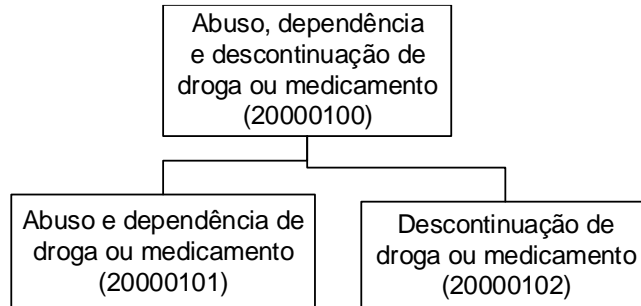 Abuso, dependência
e descontinuação de
droga ou medicamento
(20000100)
Abuso e dependência de
droga ou medicamento
(20000101)
Descontinuação de
droga ou medicamento
(20000102)